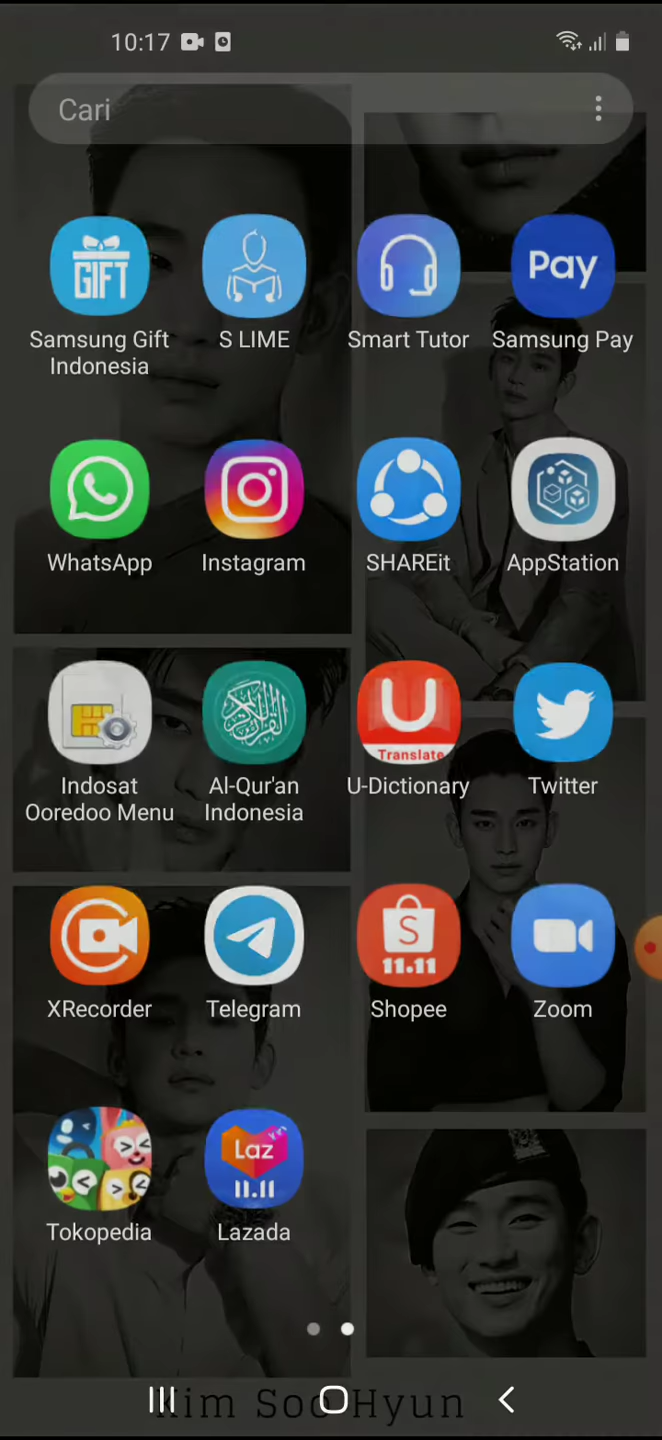 10:17
Cari
GIFT
Pay
Samsung Gift
Indonesia
S LIME
Smart Tutor
Samsung Pay
WhatsApp
Instagram
SHAREit
AppStation
U
Translate
Indosat
Ooredoo Menu
Al-Qur'an
Indonesia
U-Dictionary
Twitter
S
11.11
XRecorder
Telegram
Shopee
Zoom
Laz
11.11
Tokopedia
Lazada
Kim Soo Hyun